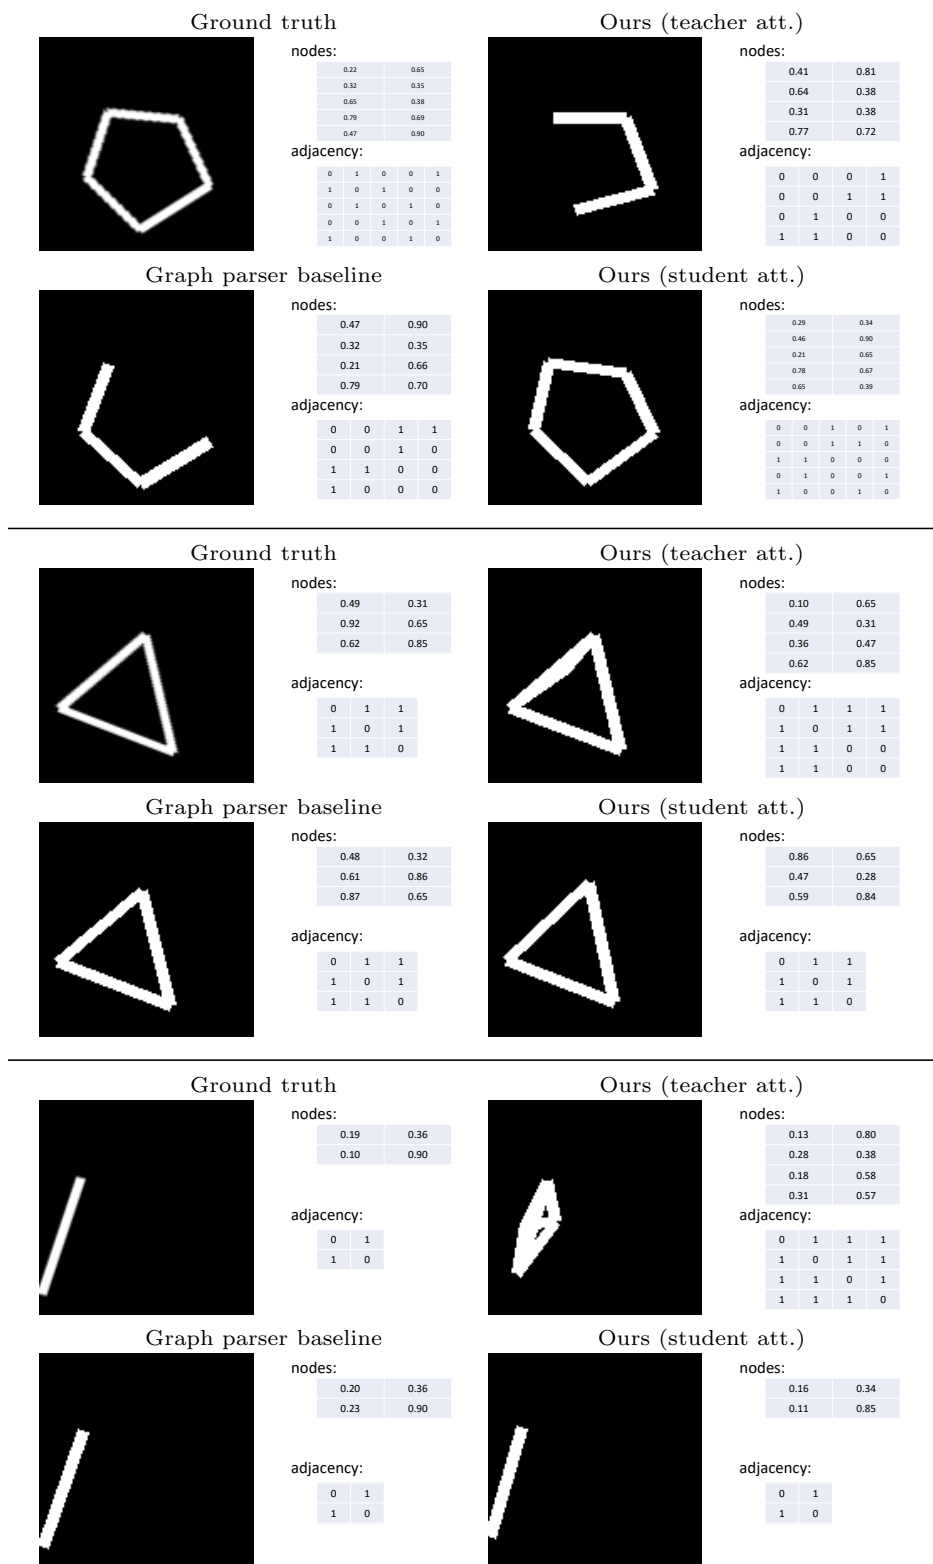 Ground truth
nodes:
0.22 0.65
0.32 0.35
0.65 0.38
0.79 0.69
0.47 0.90
adjacency:
0 1 0 0 1
1 0 1 0 0
0 1 0 1 0
0 0 1 0 1
1 0 0 1 0
Ours (teacher att.)
nodes:
0.41 0.81
0.64 0.38
0.31 0.38
0.77 0.72
adjacency:
0 0 0 1
0 0 1 1
0 1 0 0
1 1 0 0
Graph parser baseline
nodes:
0.47 0.90
0.32 0.35
0.21 0.66
0.79 0.70
adjacency:
0 0 1 1
0 0 1 0
1 1 0 0
1 0 0 0
Ours (student att.)
nodes:
0.29 0.34
0.46 0.90
0.21 0.65
0.78 0.67
0.65 0.39
adjacency:
0 0 1 0 1
0 0 1 1 0
1 1 0 0 0
0 1 0 0 1
1 0 0 1 0
Ground truth
nodes:
0.49 0.31
0.92 0.65
0.62 0.85
adjacency:
0 1 1
1 0 1
1 1 0
Ours (teacher att.)
nodes:
0.10 0.65
0.49 0.31
0.36 0.47
0.62 0.85
adjacency:
0 1 1 1
1 0 1 1
1 1 0 0
1 1 0 0
Graph parser baseline
nodes:
0.48 0.32
0.61 0.86
0.87 0.65
adjacency:
0 1 1
1 0 1
1 1 0
Ours (student att.)
nodes:
0.86 0.65
0.47 0.28
0.59 0.84
adjacency:
0 1 1
1 0 1
1 1 0
Ground truth
nodes:
0.19 0.36
0.10 0.90
adjacency:
0 1
1 0
Ours (teacher att.)
nodes:
0.13 0.80
0.28 0.38
0.18 0.58
0.31 0.57
adjacency:
0 1 1 1
1 0 1 1
1 1 0 1
1 1 1 0
Graph parser baseline
nodes:
0.20 0.36
0.23 0.90
adjacency:
0 1
1 0
Ours (student att.)
nodes:
0.16 0.34
0.11 0.85
adjacency:
0 1
1 0